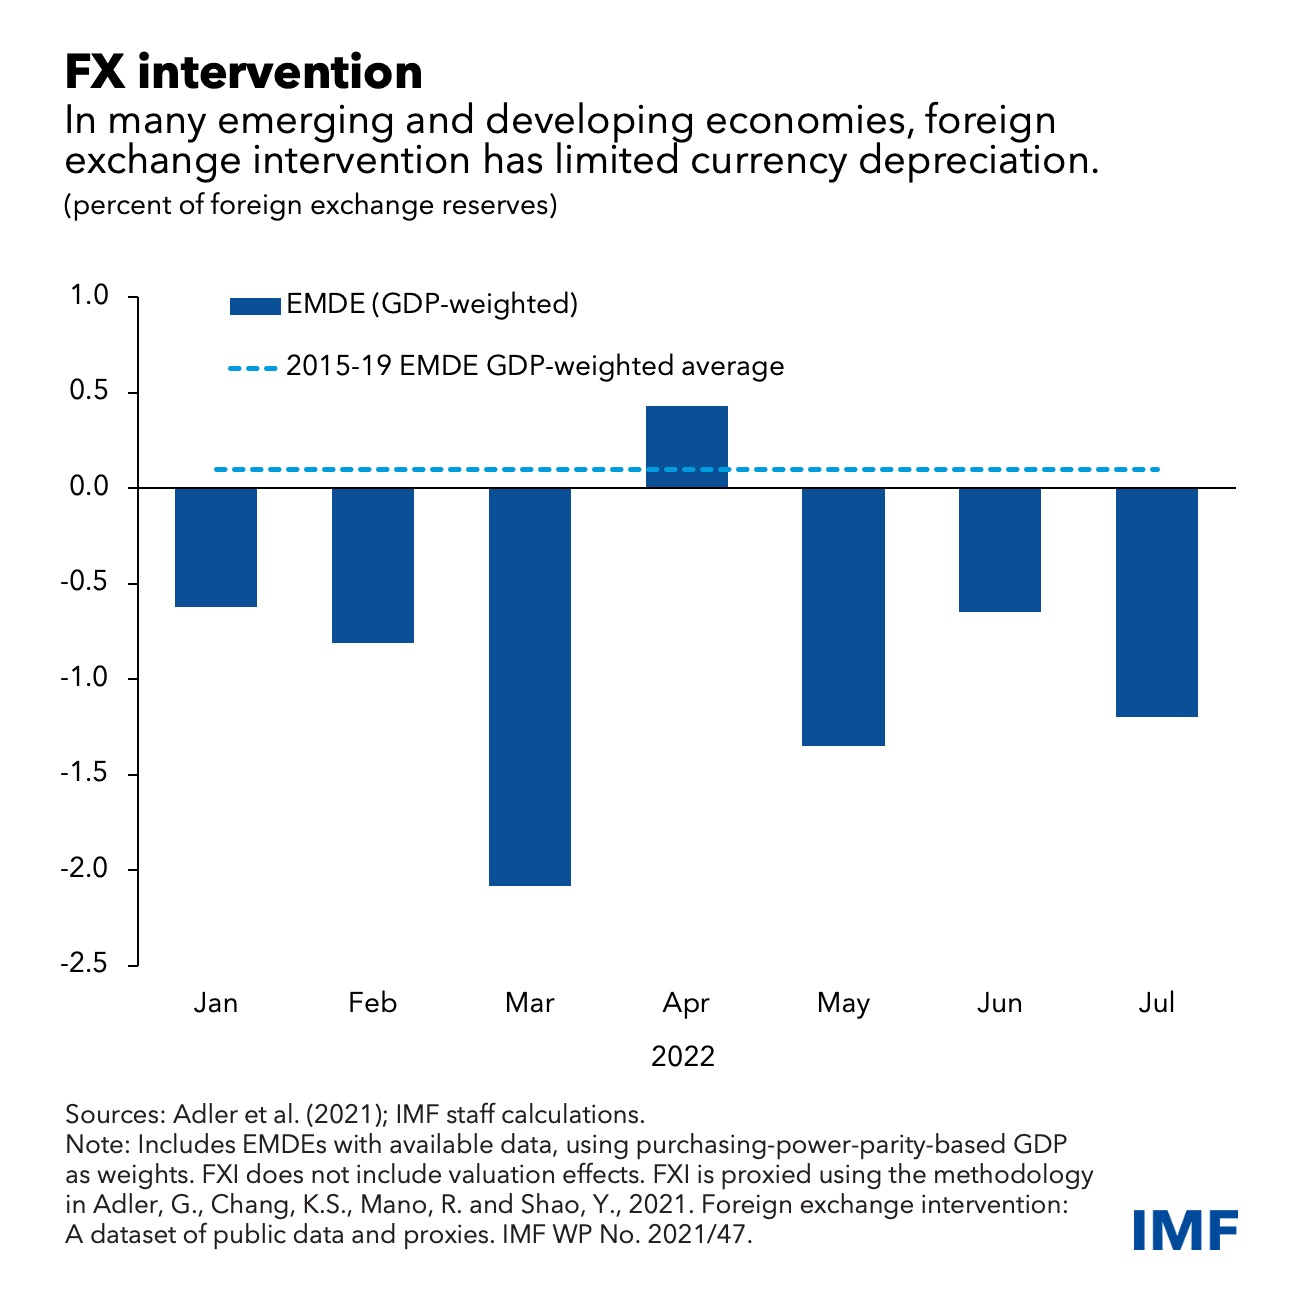 FX intervention
In many emerging and developing economies, foreign
exchange intervention has limited currency depreciation.
(percent of foreign exchange reserves)
1.0
EMDE (GDP-weighted)
2015-19 EMDE GDP-weighted average
0.5
0.0
-0.5
-1.0
-1.5
-2.0
-2.5
Jan Feb Mar Apr May Jun Jul
2022
Sources: Adler et al. (2021); IMF staff calculations.
Note: Includes EMDEs with available data, using purchasing-power-parity-based GDP
as weights. FXI does not include valuation effects. FXI is proxied using the methodology
in Adler, G., Chang, K.S., Mano, R. and Shao, Y., 2021. Foreign exchange intervention:
A dataset of public data and proxies. IMF WP No. 2021/47.
IMF